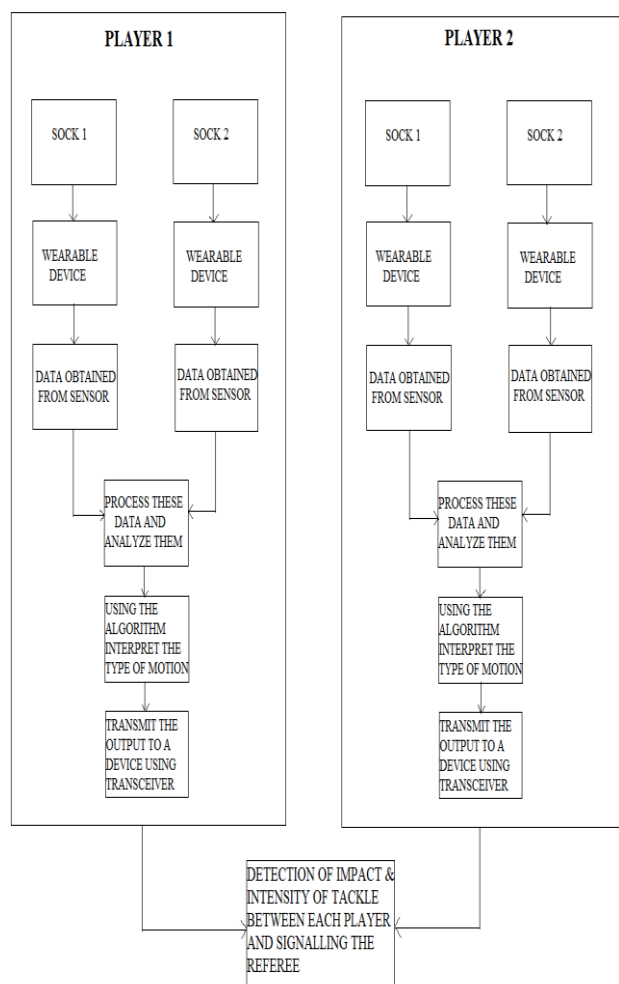 PLAYER 1
SOCK 1
SOCK 2
WEARABLE
DEVICE
WEARABLE
DEVICE
DATA OBTAINED
FROM SENSOR
DATA OBTAINED
FROM SENSOR
PROCESS THESE
DATA AND
ANALYZE THEM
USING THE
ALGORITHM
INTERPRET THE
TYPE OF MOTION
TRANSMIT THE
OUTPUT TO A
DEVICE USING
TRANSCEIVER
PLAYER 2
SOCK 1
SOCK 2
WEARABLE
DEVICE
WEARABLE
DEVICE
DATA OBTAINED
FROM SENSOR
DATA OBTAINED
FROM SENSOR
PROCESS THESE
DATA AND
ANALYZE THEM
USING THE
ALGORITHM
INTERPRET THE
TYPE OF MOTION
TRANSMIT THE
OUTPUT TO A
DEVICE USING
TRANSCEIVER
DETECTION OF IMPACT &
INTENSITY OF TACKLE
BETWEEN EACH PLAYER
AND SIGNALLING THE
REFEREE